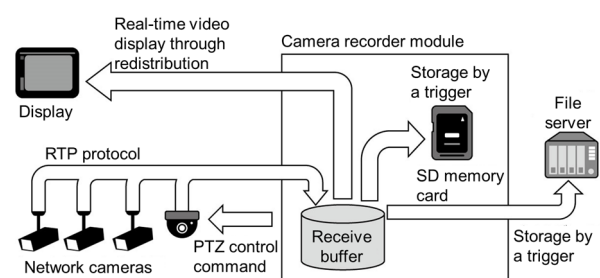 Real-time video
display through
redistribution
Camera recorder module
Storage by
a trigger
File
server
Display
RTP protocol
SD memory
card
Network cameras
PTZ control
command
Receive
buffer
Storage by
a trigger